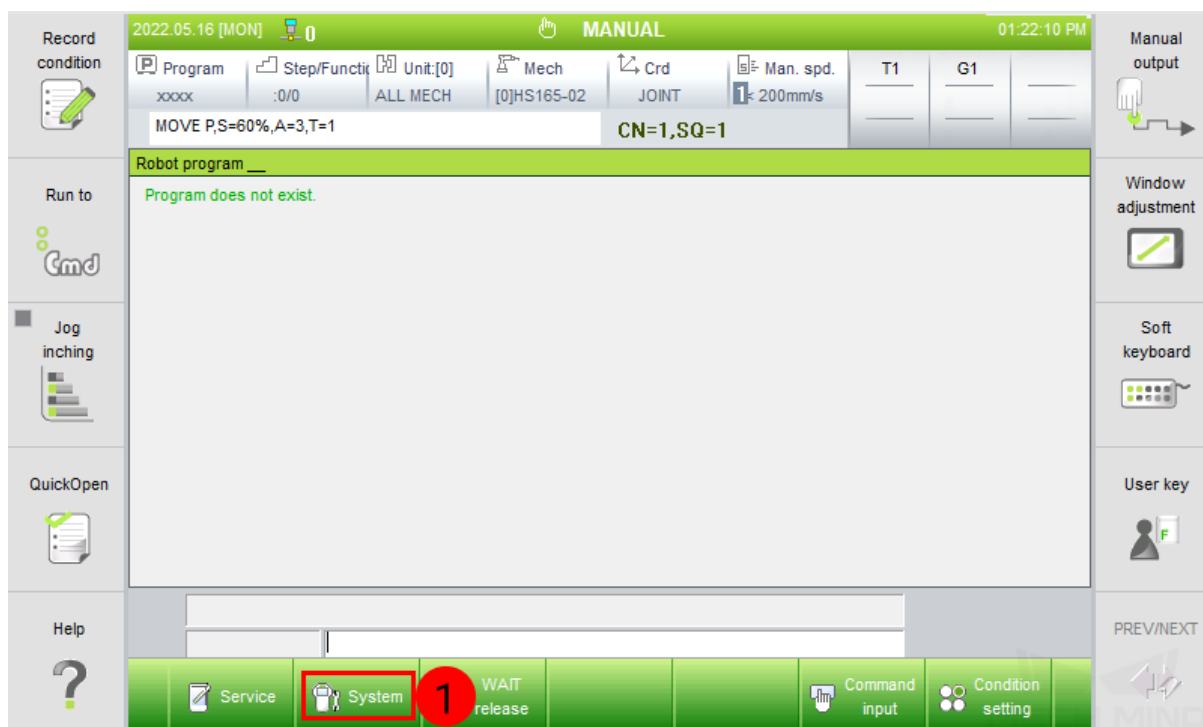 Record
condition
Run to
Cmd
Jog
inching
QuickOpen
Help
2022.05.16 [MON] 0 MANUAL 01:22:10 PM
P Program Step/Functic Unit:[0] Mech Crd Man. spd. T1 G1
xxxx :0/0 ALL MECH [0]HS165-02 JOINT 1< 200mm/s
MOVE P,S=60%,A=3,T=1 CN=1,SQ=1
Robot program __
Program does not exist.
Service System 1 WAIT
release
Command
input
Condition
setting
Manual
output
Window
adjustment
Soft
keyboard
User key
F
PREV/NEXT
MIND